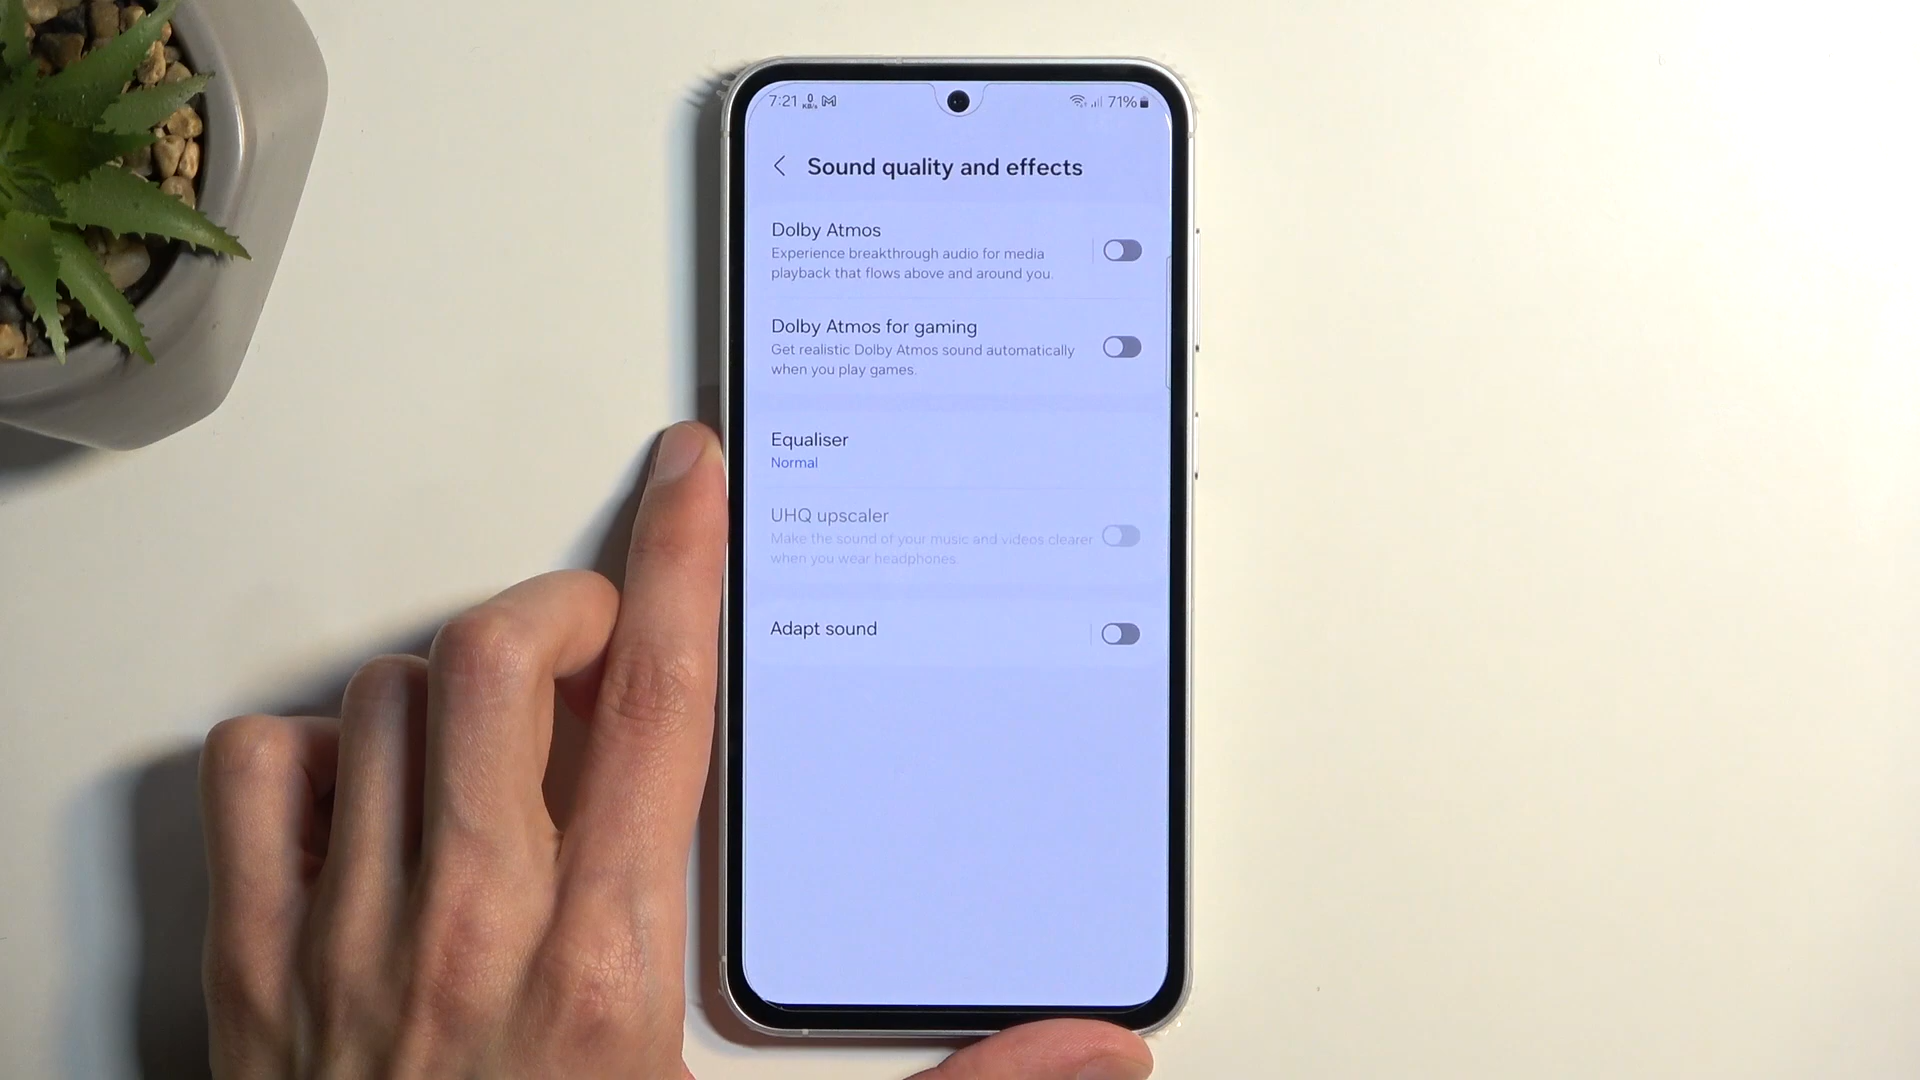 7:21 0 KB/s 71%
Sound quality and effects
Dolby Atmos
Experience breakthrough audio for media
playback that flows above and around you.
Dolby Atmos for gaming
Get realistic Dolby Atmos sound automatically
when you play games.
Equaliser
Normal
UHQ upscaler
Make the sound of your music and videos clearer
when you wear headphones.
Adapt sound